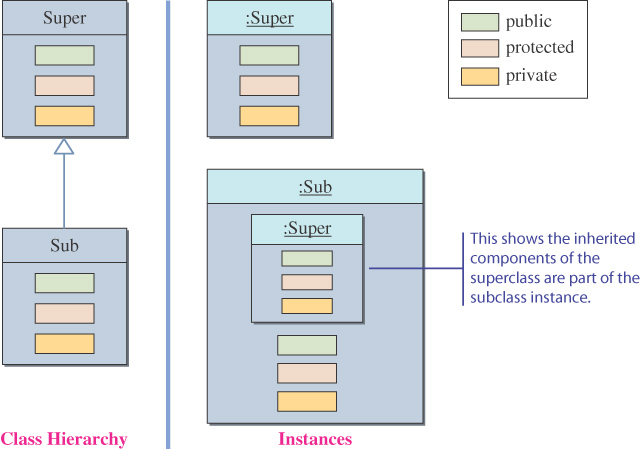 Super
Sub
Class Hierarchy
:Super
:Sub
:Super
Instances
public
protected
private
This shows the inherited
components of the
superclass are part of the
subclass instance.